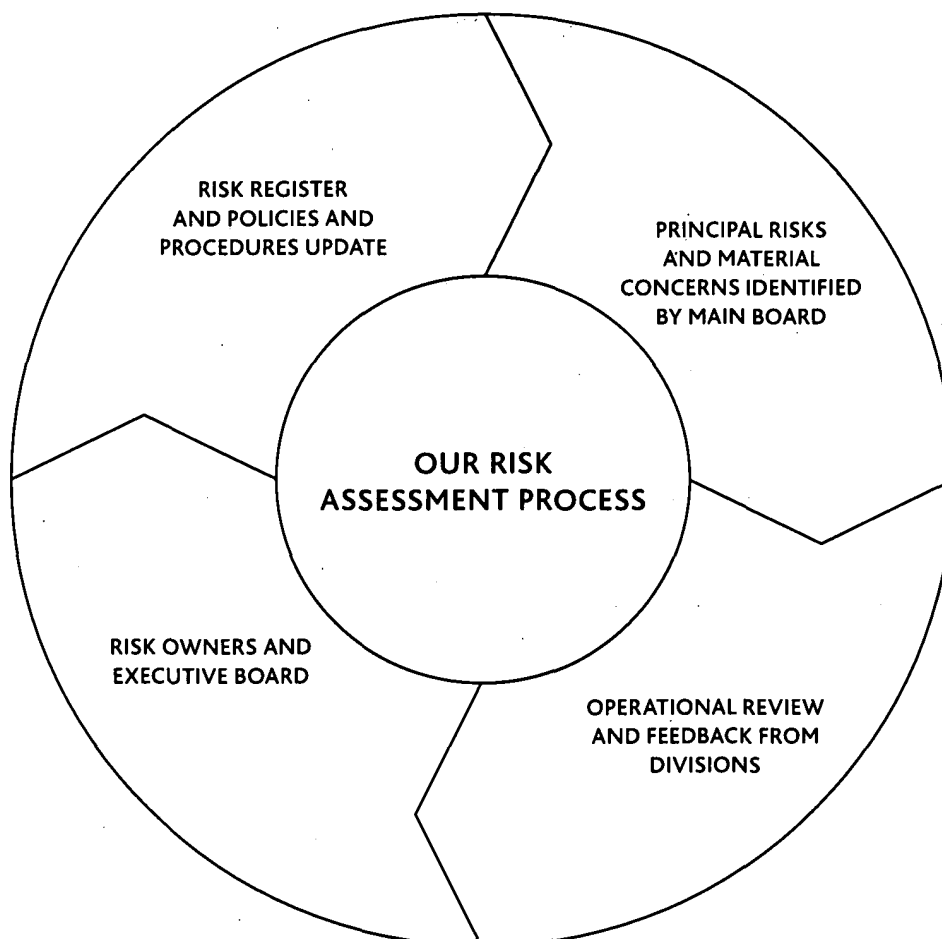 RISK REGISTER
AND POLICIES AND
PROCEDURES UPDATE
PRINCIPAL RISKS
AND MATERIAL
CONCERNS IDENTIFIED
BY MAIN BOARD
OUR RISK
ASSESSMENT PROCESS
RISK OWNERS AND
EXECUTIVE BOARD
OPERATIONAL REVIEW
AND FEEDBACK FROM
DIVISIONS